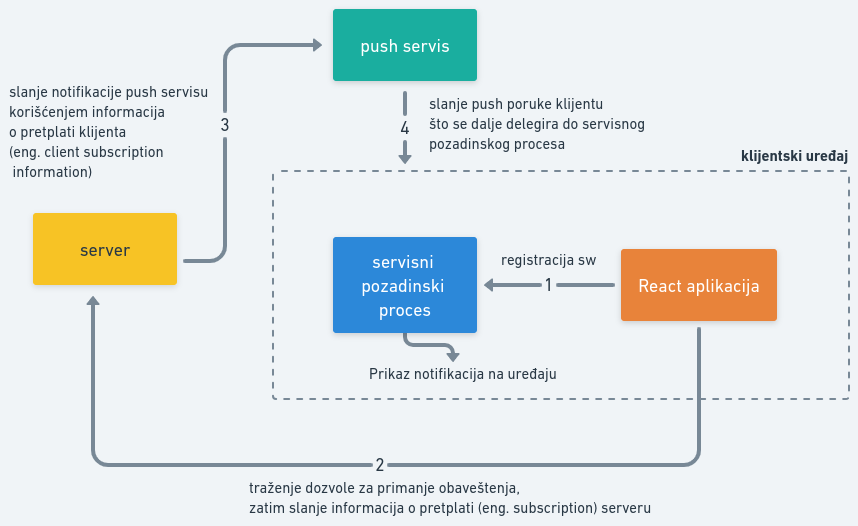 push servis
slanje notifikacije push servisu
korišćenjem informacija
o pretplati klijenta
(eng. client subscription
information)
3
4
slanje push poruke klijentu
što se dalje delegira do servisnog
pozadinskog procesa
klijentski uređaj
server
servisni
pozadinski
proces
registracija sw
1
React aplikacija
Prikaz notifikacija na uređaju
2
traženje dozvole za primanje obaveštenja,
zatim slanje informacija o pretplati (eng. subscription) serveru